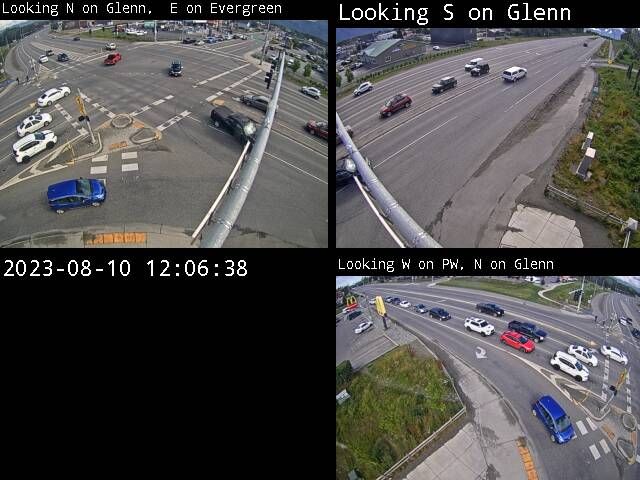 Looking N on Glenn,  E on Evergreen
Looking S on Glenn
2023-08-10 12:06:38
Looking W on PW, N on Glenn